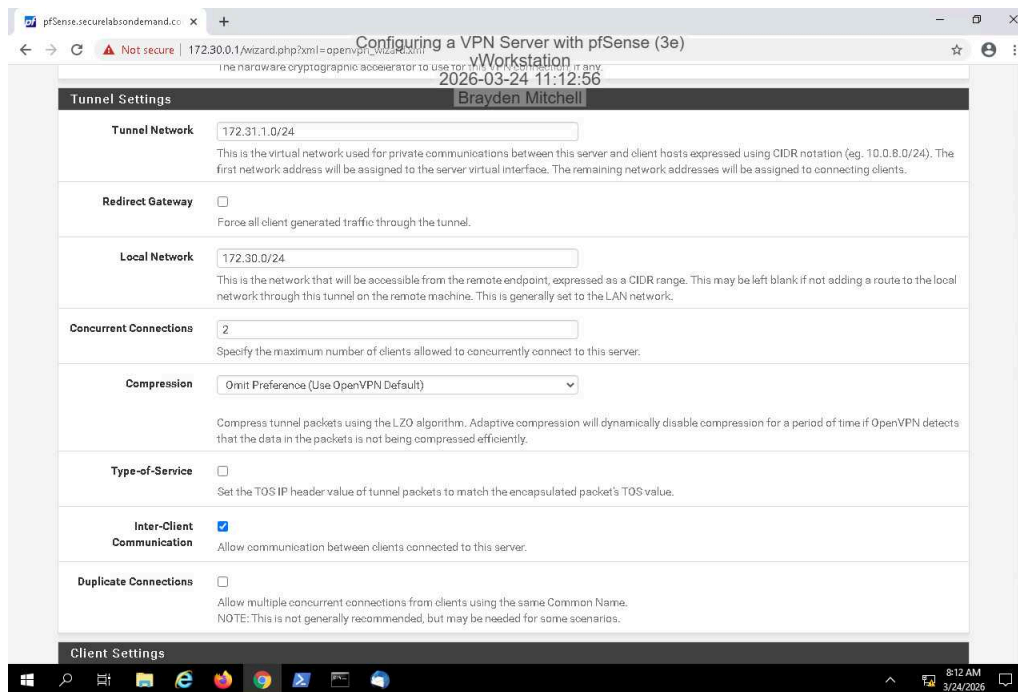 pfSense.securelabsondemand.co
Not secure | 172.30.0.1/wizard.php?xml=openvpn_wizard.xml
Configuring a VPN Server with pfSense (3e)
vWorkstation
2026-03-24 11:12:56
Brayden Mitchell
The hardware cryptographic accelerator to use for this VPN connection, if any.
Tunnel Settings
Tunnel Network
172.31.1.0/24
This is the virtual network used for private communications between this server and client hosts expressed using CIDR notation (eg. 10.0.8.0/24). The
first network address will be assigned to the server virtual interface. The remaining network addresses will be assigned to connecting clients.
Redirect Gateway
Force all client generated traffic through the tunnel.
Local Network
172.30.0/24
This is the network that will be accessible from the remote endpoint, expressed as a CIDR range. This may be left blank if not adding a route to the local
network through this tunnel on the remote machine. This is generally set to the LAN network.
Concurrent Connections
2
Specify the maximum number of clients allowed to concurrently connect to this server.
Compression
Omit Preference (Use OpenVPN Default)
Compress tunnel packets using the LZO algorithm. Adaptive compression will dynamically disable compression for a period of time if OpenVPN detects
that the data in the packets is not being compressed efficiently.
Type-of-Service
Set the TOS IP header value of tunnel packets to match the encapsulated packet's TOS value.
Inter-Client
Communication
Allow communication between clients connected to this server.
Duplicate Connections
Allow multiple concurrent connections from clients using the same Common Name.
NOTE: This is not generally recommended, but may be needed for some scenarios.
Client Settings
8:12 AM
3/24/2026